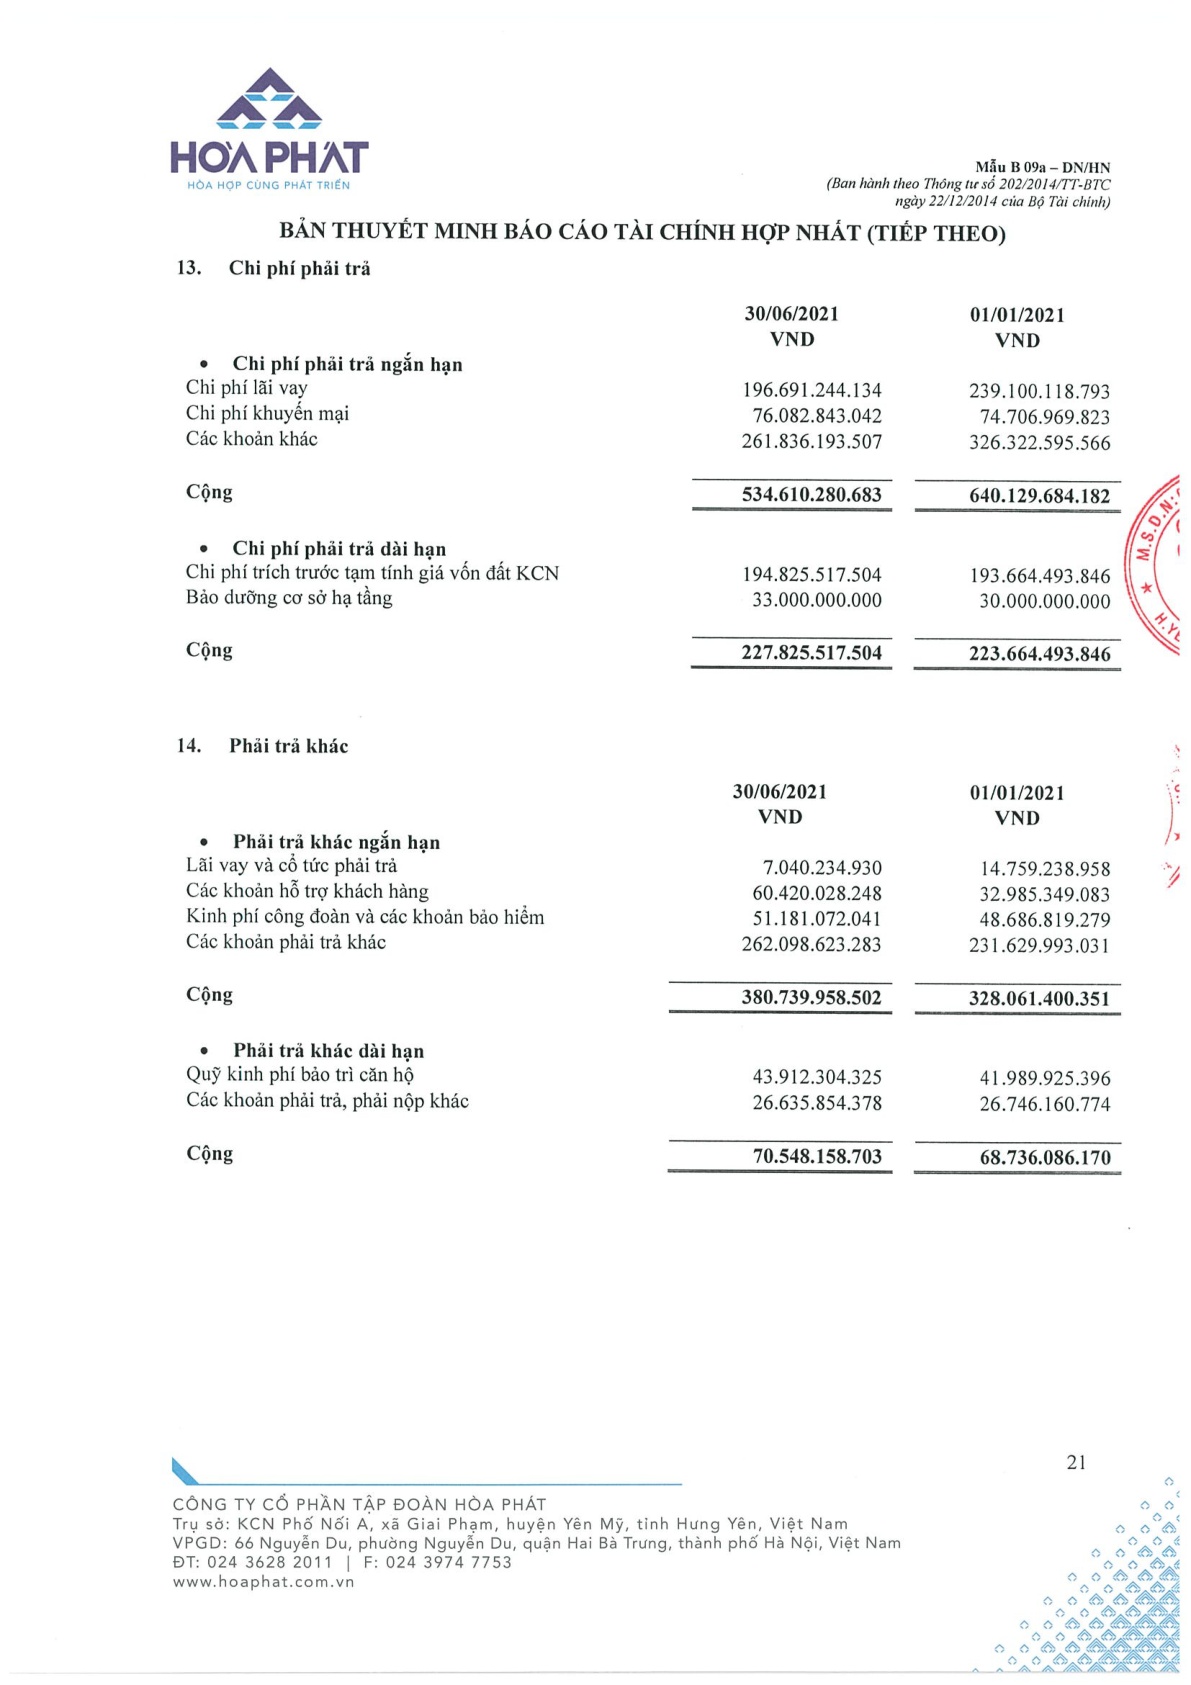 HÒA PHÁT
HÒA HỢP CÙNG PHÁT TRIỂN
Mẫu B 09a – DN/HN
(Ban hành theo Thông tư số 202/2014/TT-BTC
ngày 22/12/2014 của Bộ Tài chính)
BẢN THUYẾT MINH BÁO CÁO TÀI CHÍNH HỢP NHẤT (TIẾP THEO)
13. Chi phí phải trả
30/06/2021 01/01/2021
VND VND
• Chi phí phải trả ngắn hạn
Chi phí lãi vay 196.691.244.134 239.100.118.793
Chi phí khuyến mại 76.082.843.042 74.706.969.823
Các khoản khác 261.836.193.507 326.322.595.566
Cộng 534.610.280.683 640.129.684.182
• Chi phí phải trả dài hạn
Chi phí trích trước tạm tính giá vốn đất KCN 194.825.517.504 193.664.493.846
Bảo dưỡng cơ sở hạ tầng 33.000.000.000 30.000.000.000
Cộng 227.825.517.504 223.664.493.846
★ M.S.D.N:
H.YÊ
14. Phải trả khác
30/06/2021 01/01/2021
VND VND
• Phải trả khác ngắn hạn
Lãi vay và cổ tức phải trả 7.040.234.930 14.759.238.958
Các khoản hỗ trợ khách hàng 60.420.028.248 32.985.349.083
Kinh phí công đoàn và các khoản bảo hiểm 51.181.072.041 48.686.819.279
Các khoản phải trả khác 262.098.623.283 231.629.993.031
Cộng 380.739.958.502 328.061.400.351
• Phải trả khác dài hạn
Quỹ kinh phí bảo trì căn hộ 43.912.304.325 41.989.925.396
Các khoản phải trả, phải nộp khác 26.635.854.378 26.746.160.774
Cộng 70.548.158.703 68.736.086.170
21
CÔNG TY CỔ PHẦN TẬP ĐOÀN HÒA PHÁT
Trụ sở: KCN Phố Nối A, xã Giai Phạm, huyện Yên Mỹ, tỉnh Hưng Yên, Việt Nam
VPGD: 66 Nguyễn Du, phường Nguyễn Du, quận Hai Bà Trưng, thành phố Hà Nội, Việt Nam
ĐT: 024 3628 2011 | F: 024 3974 7753
www.hoaphat.com.vn